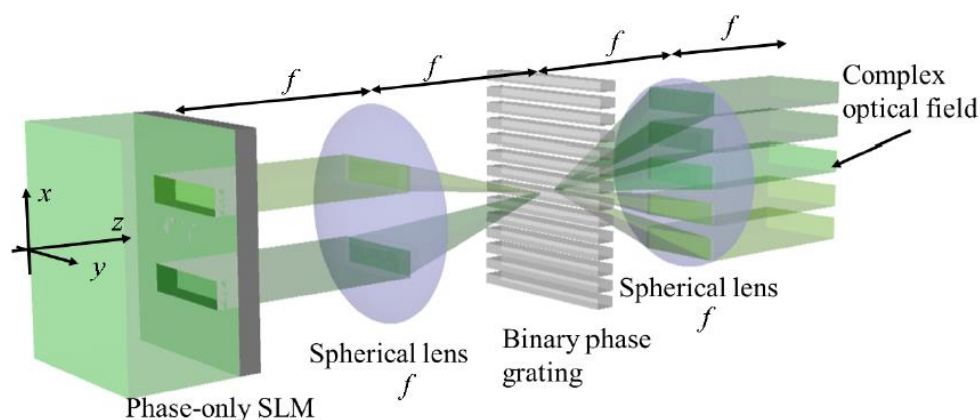 f
f
f
f
Complex
optical field
x
z
y
Spherical lens
f
Binary phase
grating
Spherical lens
f
Phase-only SLM